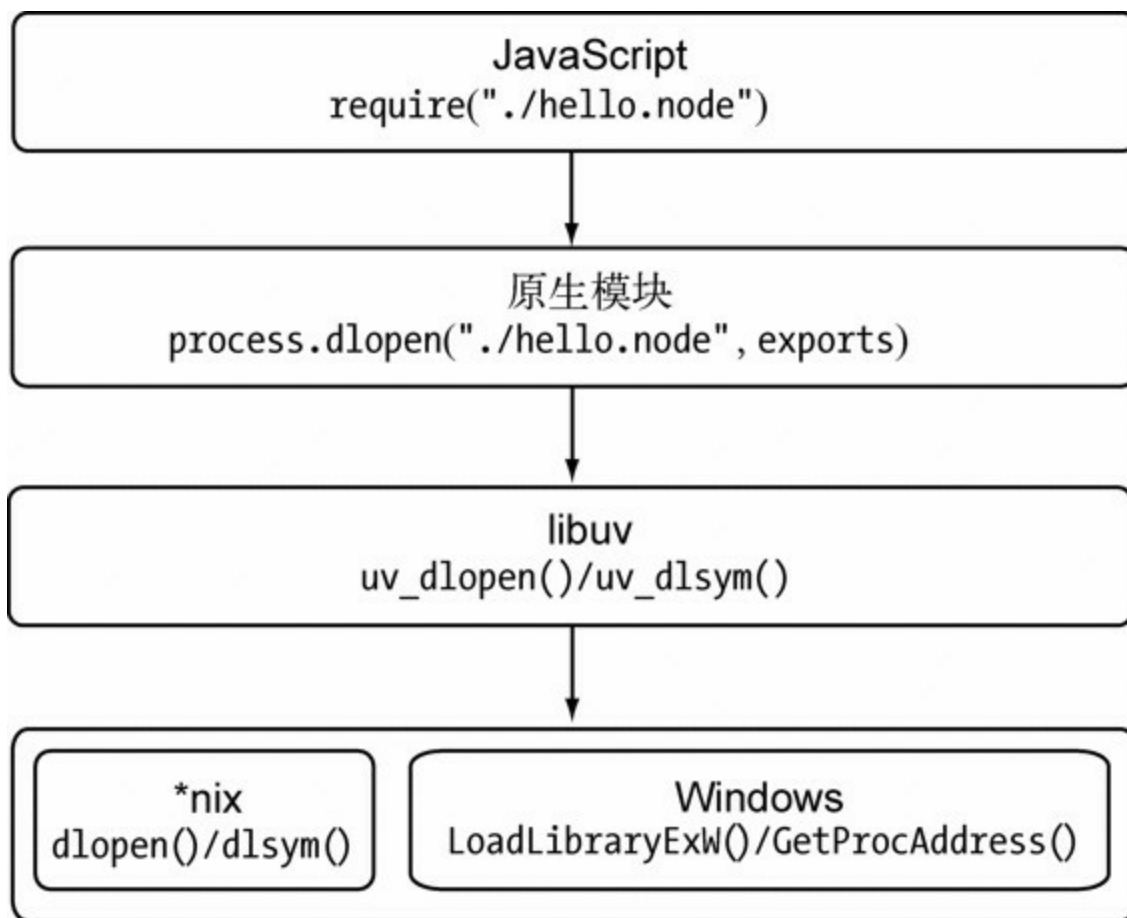 JavaScript
require("./hello.node")
原生模块
process.dlopen("./hello.node", exports)
libuv
uv_dlopen()/uv_dlsym()
*nix
dlopen()/dlsym()
Windows
LoadLibraryExW()/GetProcAddress()